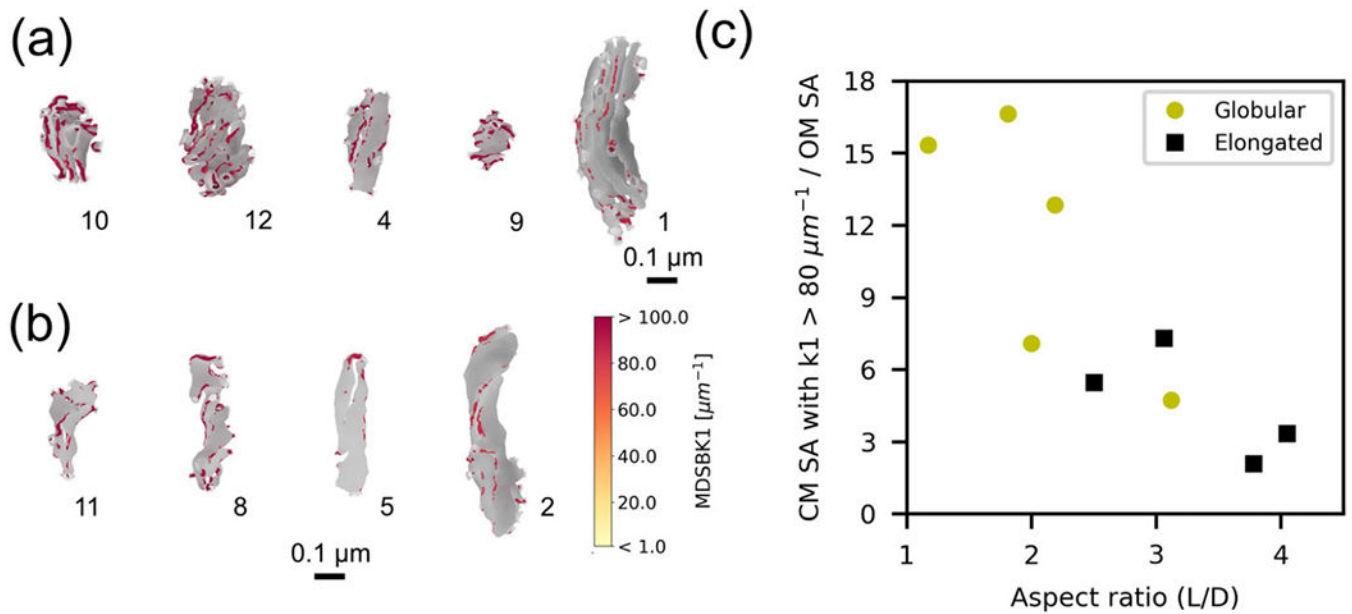 (a)
10
12
4
9
1
0.1 µm
(b)
11
8
5
2
0.1 µm
> 100.0
80.0
60.0
40.0
20.0
< 1.0
MDSBK1 [µm⁻¹]
(c)
CM SA with k1 > 80 µm⁻¹ / OM SA
18
15
12
9
6
3
0
Globular
Elongated
1
2
3
4
Aspect ratio (L/D)